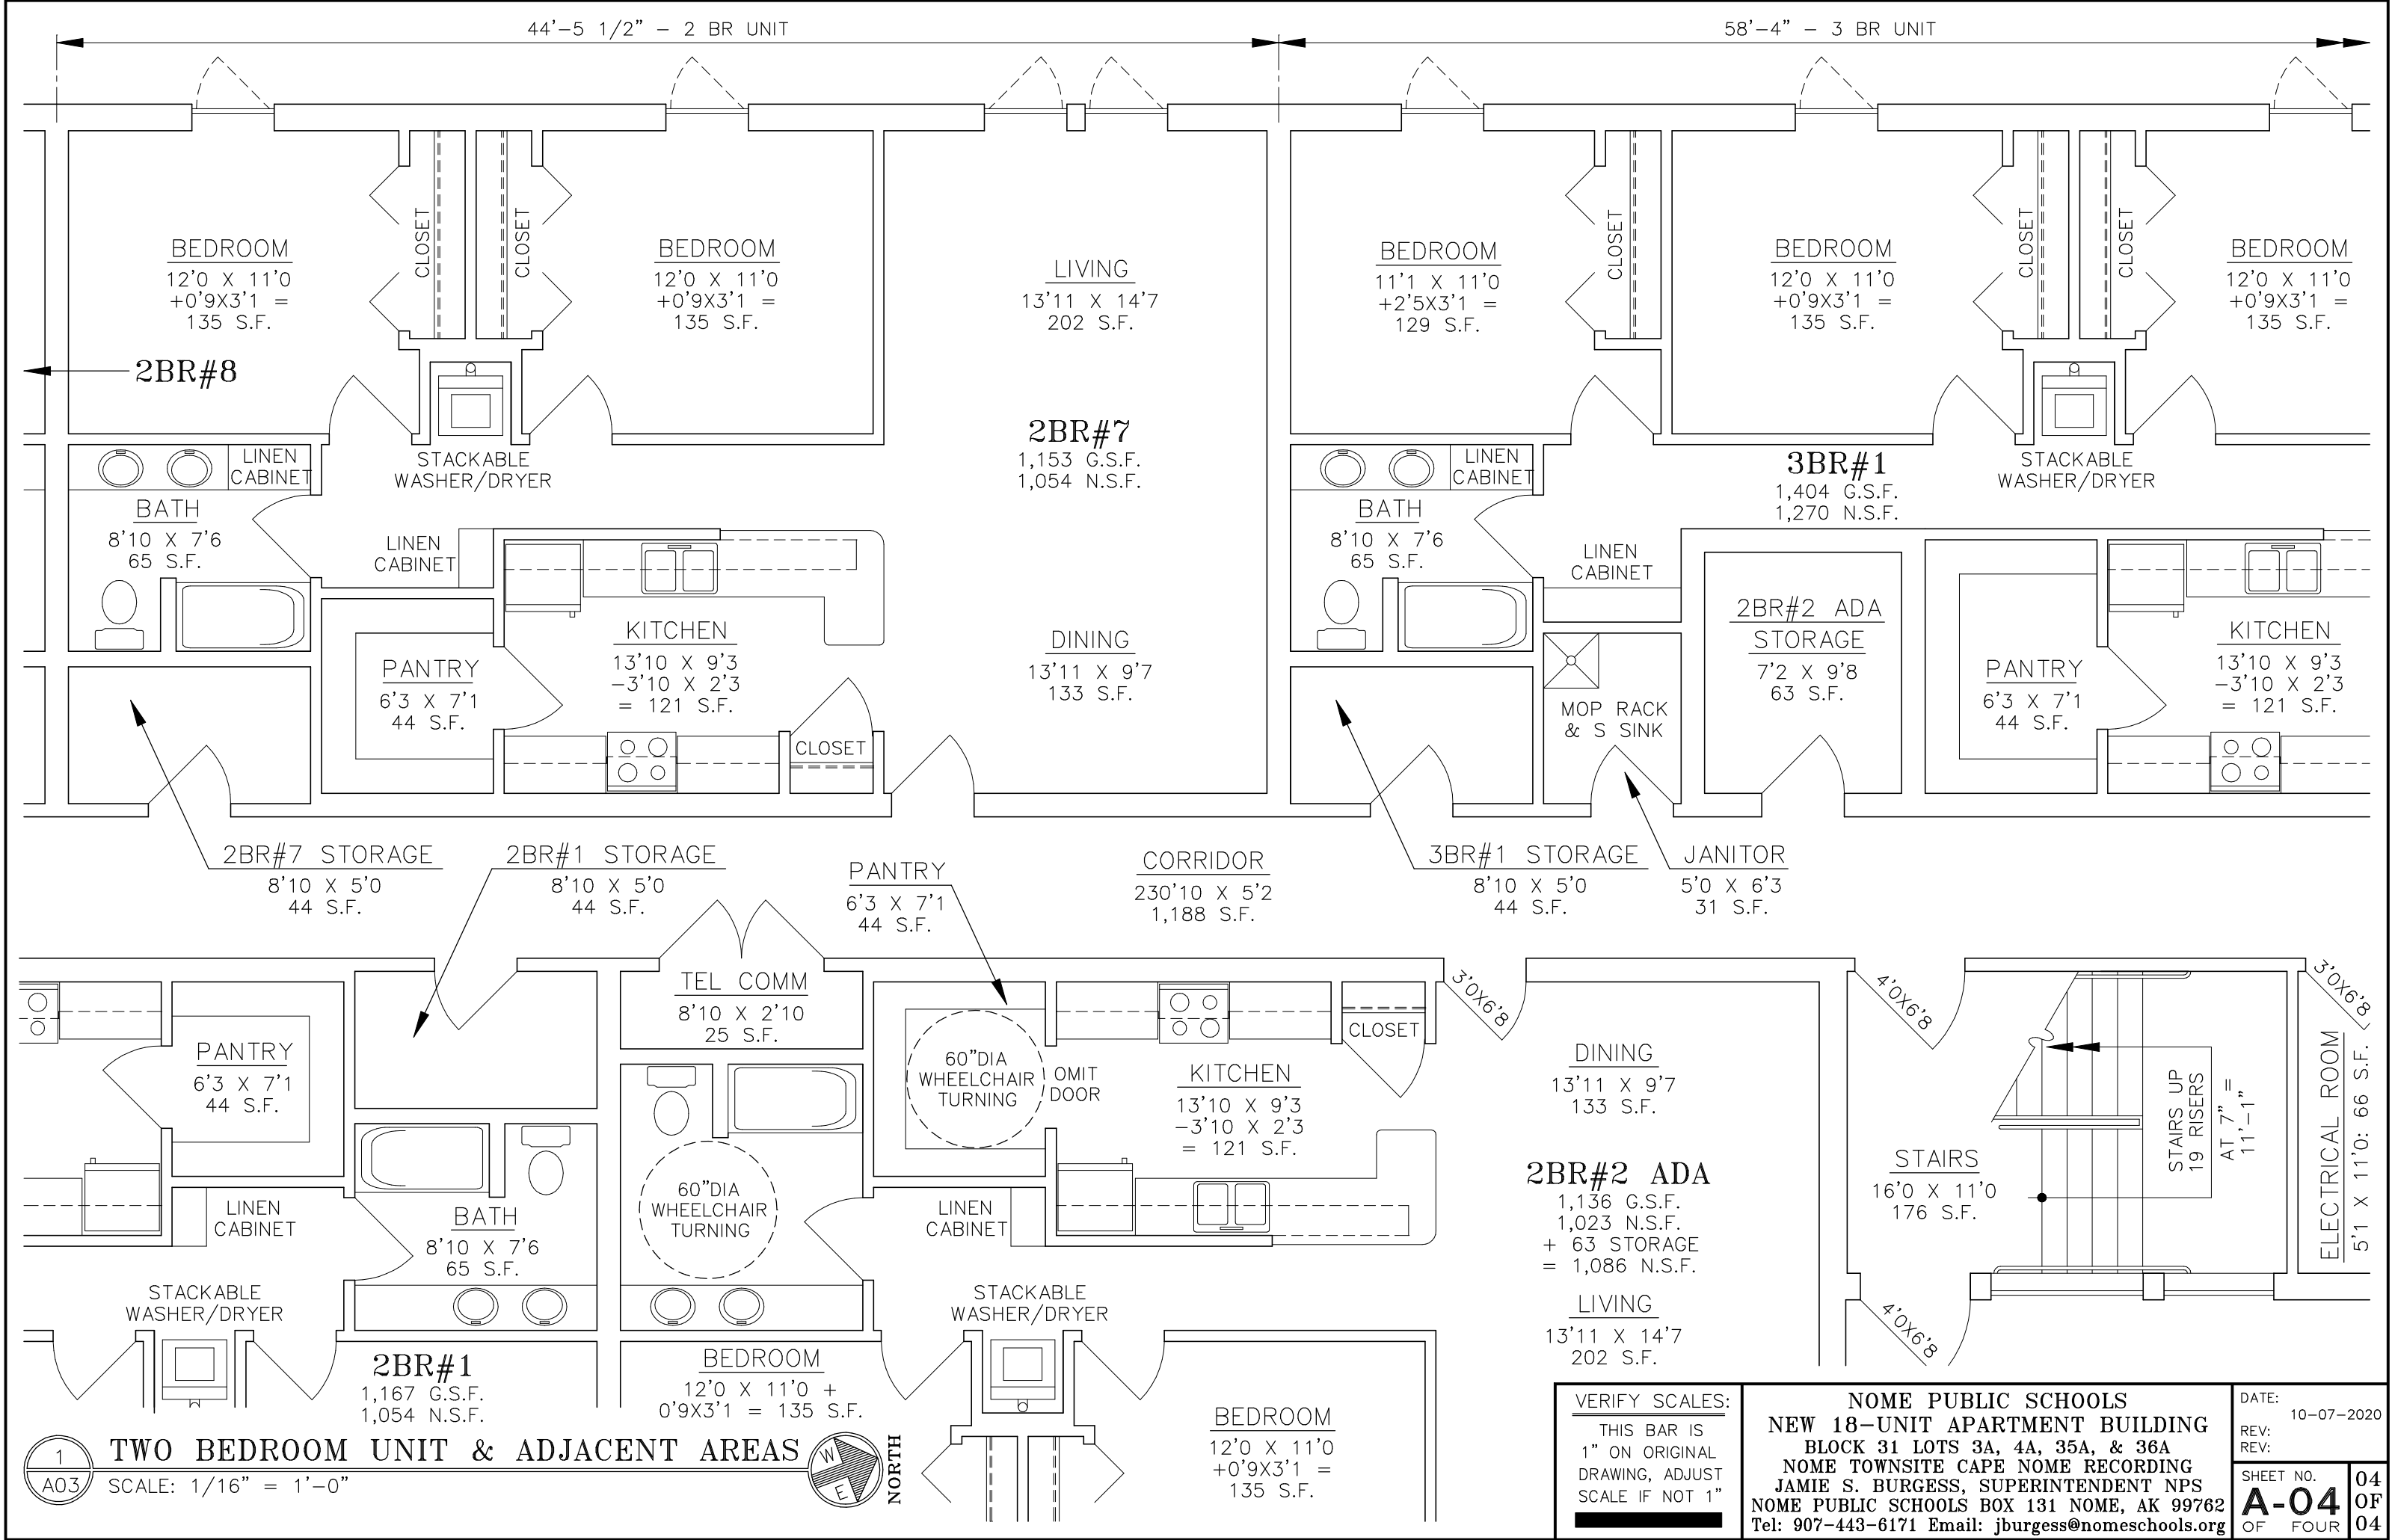 44'-5 1/2" - 2 BR UNIT
58'-4" - 3 BR UNIT
BEDROOM
12'0 X 11'0
+0'9X3'1 =
135 S.F.
2BR#8
CLOSET
CLOSET
BEDROOM
12'0 X 11'0
+0'9X3'1 =
135 S.F.
LIVING
13'11 X 14'7
202 S.F.
BEDROOM
11'1 X 11'0
+2'5X3'1 =
129 S.F.
CLOSET
BEDROOM
12'0 X 11'0
+0'9X3'1 =
135 S.F.
CLOSET
CLOSET
BEDROOM
12'0 X 11'0
+0'9X3'1 =
135 S.F.
LINEN
CABINET
STACKABLE
WASHER/DRYER
2BR#7
1,153 G.S.F.
1,054 N.S.F.
LINEN
CABINET
3BR#1
1,404 G.S.F.
1,270 N.S.F.
STACKABLE
WASHER/DRYER
BATH
8'10 X 7'6
65 S.F.
LINEN
CABINET
BATH
8'10 X 7'6
65 S.F.
LINEN
CABINET
PANTRY
6'3 X 7'1
44 S.F.
KITCHEN
13'10 X 9'3
-3'10 X 2'3
= 121 S.F.
CLOSET
DINING
13'11 X 9'7
133 S.F.
MOP RACK
& S SINK
2BR#2 ADA
STORAGE
7'2 X 9'8
63 S.F.
PANTRY
6'3 X 7'1
44 S.F.
KITCHEN
13'10 X 9'3
-3'10 X 2'3
= 121 S.F.
2BR#7 STORAGE
8'10 X 5'0
44 S.F.
2BR#1 STORAGE
8'10 X 5'0
44 S.F.
PANTRY
6'3 X 7'1
44 S.F.
CORRIDOR
230'10 X 5'2
1,188 S.F.
3BR#1 STORAGE
8'10 X 5'0
44 S.F.
JANITOR
5'0 X 6'3
31 S.F.
PANTRY
6'3 X 7'1
44 S.F.
TEL COMM
8'10 X 2'10
25 S.F.
60"DIA
WHEELCHAIR
TURNING
OMIT
DOOR
CLOSET
3'0X6'8
KITCHEN
13'10 X 9'3
-3'10 X 2'3
= 121 S.F.
DINING
13'11 X 9'7
133 S.F.
4'0X6'8
3'0X6'8
STAIRS UP
19 RISERS
AT 7" =
11'-1"
STAIRS
16'0 X 11'0
176 S.F.
ELECTRICAL ROOM
5'1 X 11'0: 66 S.F.
4'0X6'8
LINEN
CABINET
BATH
8'10 X 7'6
65 S.F.
60"DIA
WHEELCHAIR
TURNING
LINEN
CABINET
2BR#2 ADA
1,136 G.S.F.
1,023 N.S.F.
+ 63 STORAGE
= 1,086 N.S.F.
LIVING
13'11 X 14'7
202 S.F.
STACKABLE
WASHER/DRYER
STACKABLE
WASHER/DRYER
2BR#1
1,167 G.S.F.
1,054 N.S.F.
BEDROOM
12'0 X 11'0 +
0'9X3'1 = 135 S.F.
BEDROOM
12'0 X 11'0
+0'9X3'1 =
135 S.F.
1
A03
TWO BEDROOM UNIT & ADJACENT AREAS
SCALE: 1/16" = 1'-0"
W
E
NORTH
VERIFY SCALES:
THIS BAR IS
1" ON ORIGINAL
DRAWING, ADJUST
SCALE IF NOT 1"
NOME PUBLIC SCHOOLS
NEW 18-UNIT APARTMENT BUILDING
BLOCK 31 LOTS 3A, 4A, 35A, & 36A
NOME TOWNSITE CAPE NOME RECORDING
JAMIE S. BURGESS, SUPERINTENDENT NPS
NOME PUBLIC SCHOOLS BOX 131 NOME, AK 99762
Tel: 907-443-6171 Email: jburgess@nomeschools.org
DATE:
10-07-2020
REV:
REV:
SHEET NO.
A-04
OF FOUR
04
OF
04